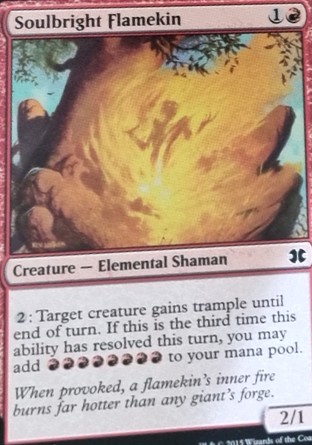 Soulbright Flamekin 1
Creature — Elemental Shaman
2: Target creature gains trample until
end of turn. If this is the third time this
ability has resolved this turn, you may
add to your mana pool.
When provoked, a flamekin's inner fire
burns far hotter than any giant's forge.
2/1
™ & © 2015 Wizards of the Coa